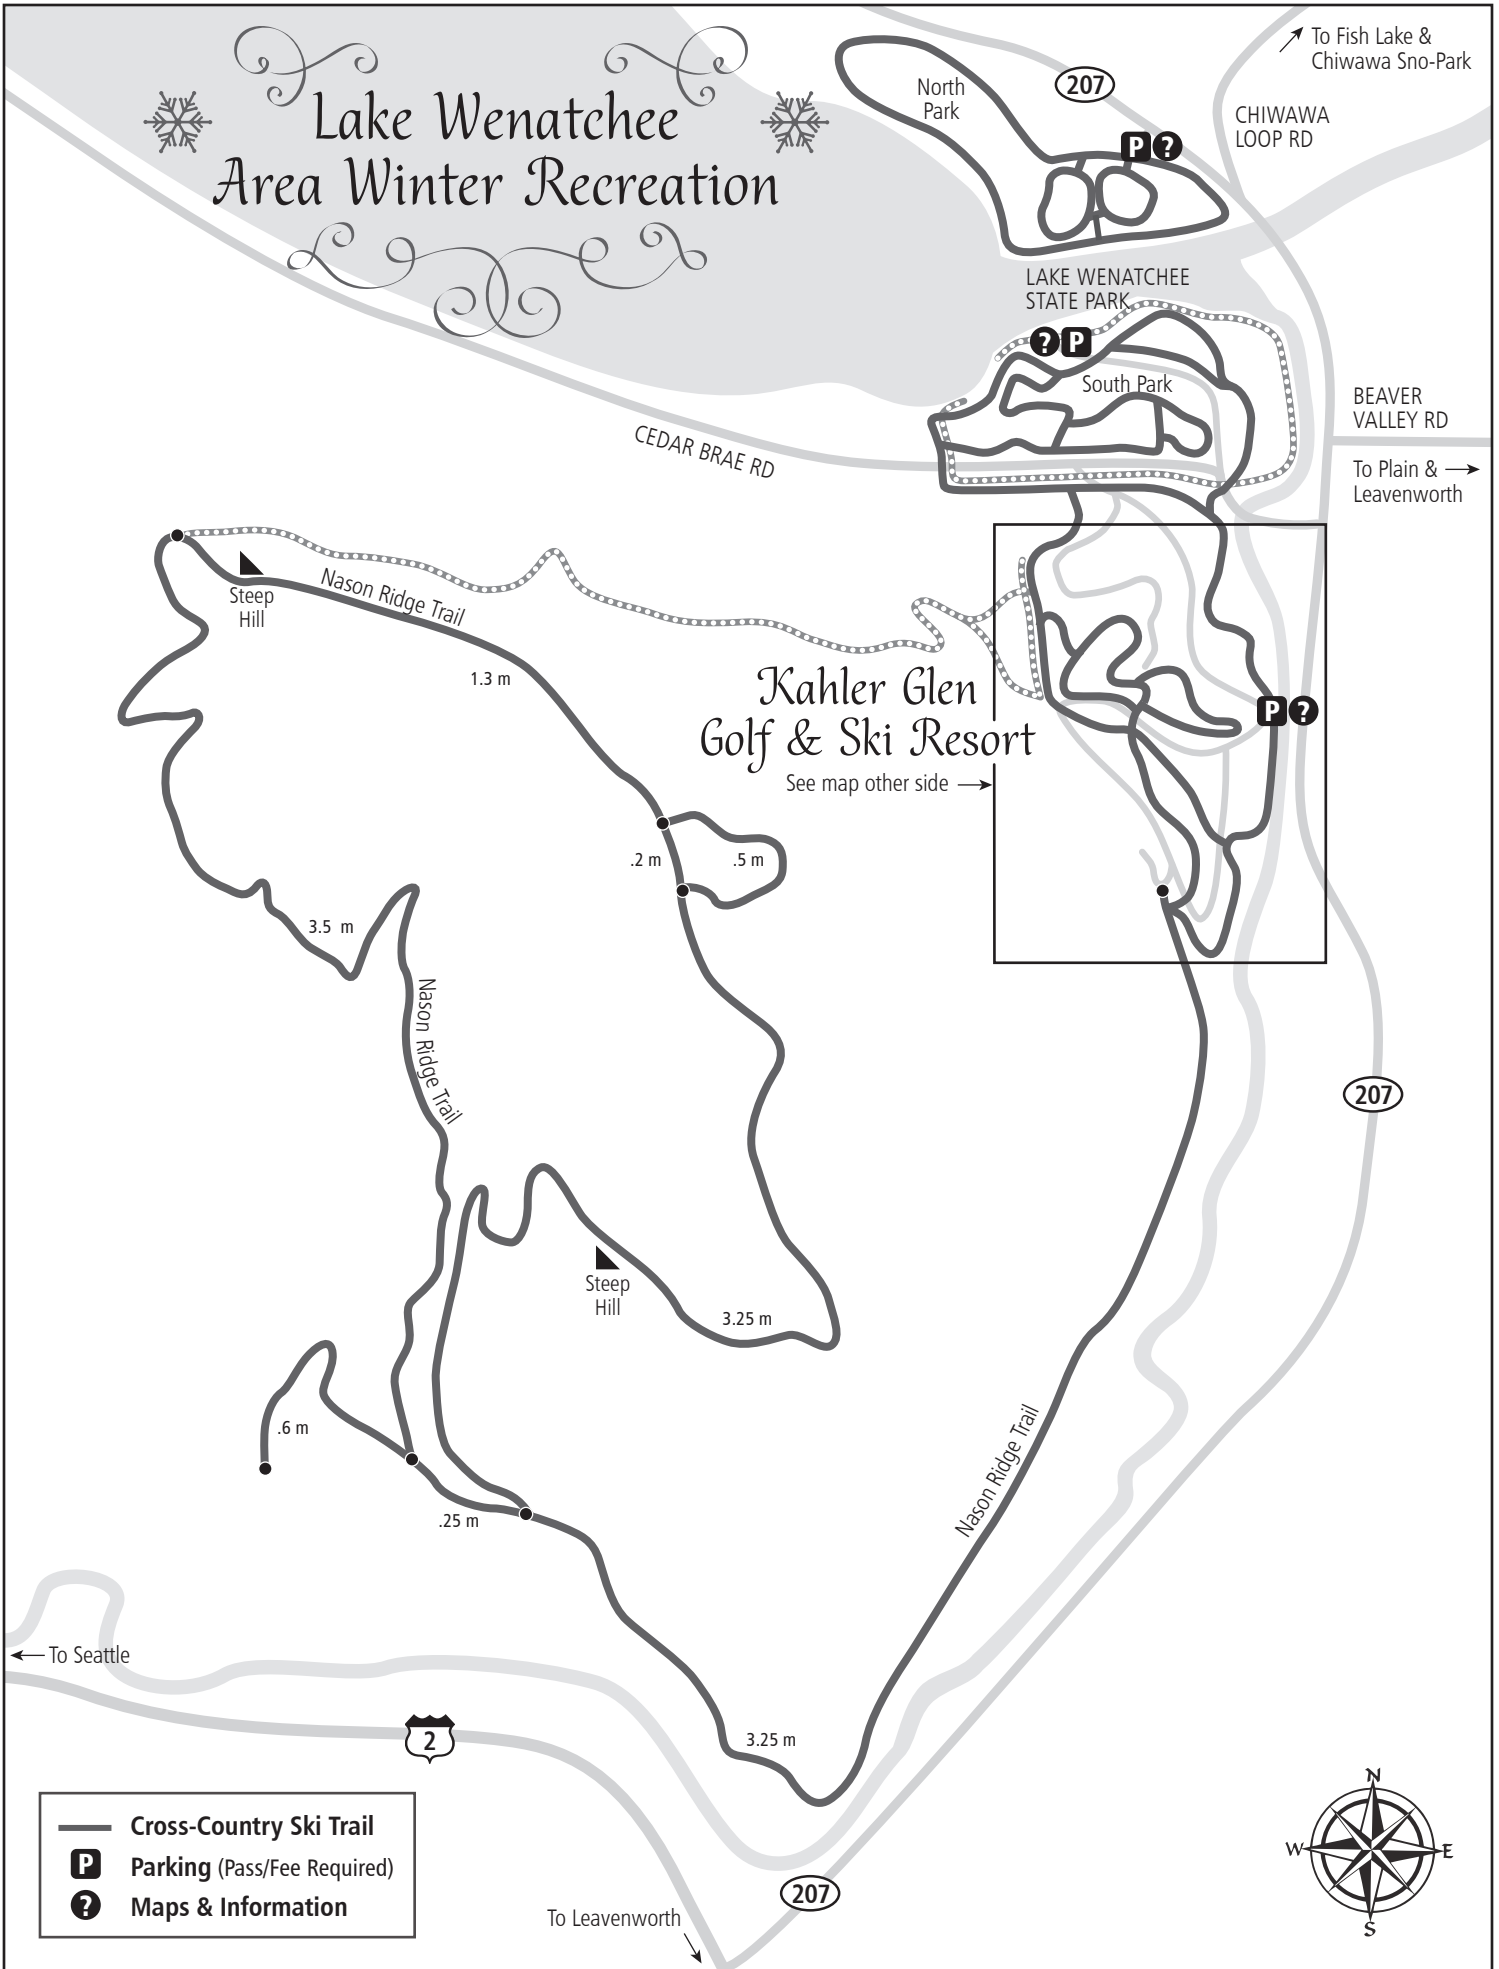 Lake Wenatchee
Area Winter Recreation
To Fish Lake &
Chiwawa Sno-Park
207
North
Park
CHIWAWA
LOOP RD
P ?
LAKE WENATCHEE
STATE PARK
? P
South Park
BEAVER
VALLEY RD
CEDAR BRAE RD
To Plain &
Leavenworth
Steep
Hill
Nason Ridge Trail
1.3 m
Kahler Glen
Golf & Ski Resort
See map other side
P ?
.2 m
.5 m
3.5 m
Nason Ridge Trail
207
Steep
Hill
3.25 m
.6 m
Nason Ridge Trail
.25 m
To Seattle
2
3.25 m
Cross-Country Ski Trail
P Parking (Pass/Fee Required)
? Maps & Information
207
To Leavenworth
N
W E
S